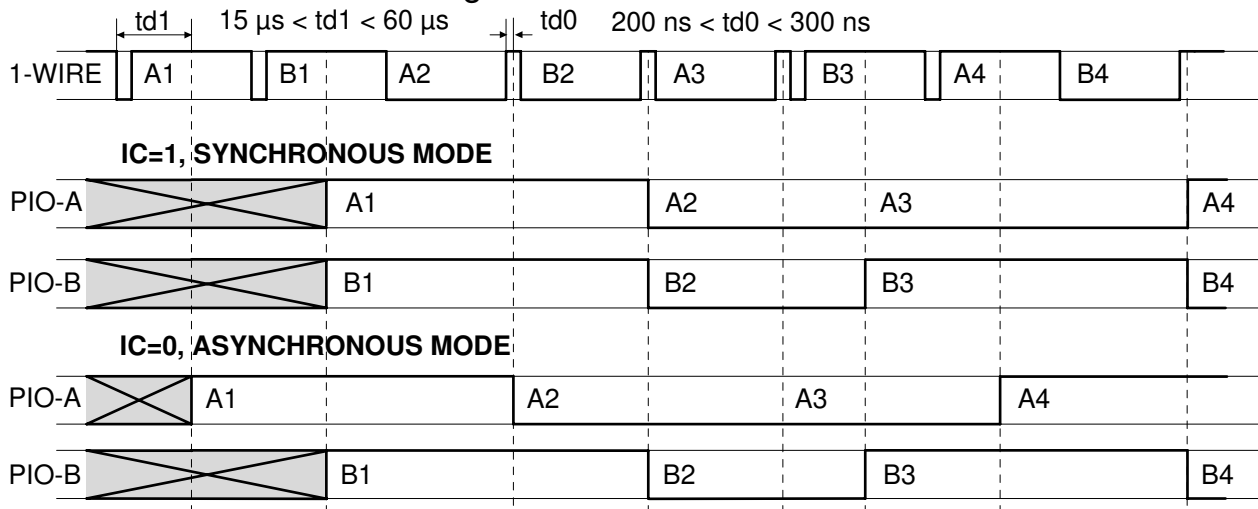 td1 15 µs < td1 < 60 µs td0 200 ns < td0 < 300 ns
1-WIRE A1 B1 A2 B2 A3 B3 A4 B4
IC=1, SYNCHRONOUS MODE
PIO-A A1 A2 A3 A4
PIO-B B1 B2 B3 B4
IC=0, ASYNCHRONOUS MODE
PIO-A A1 A2 A3 A4
PIO-B B1 B2 B3 B4